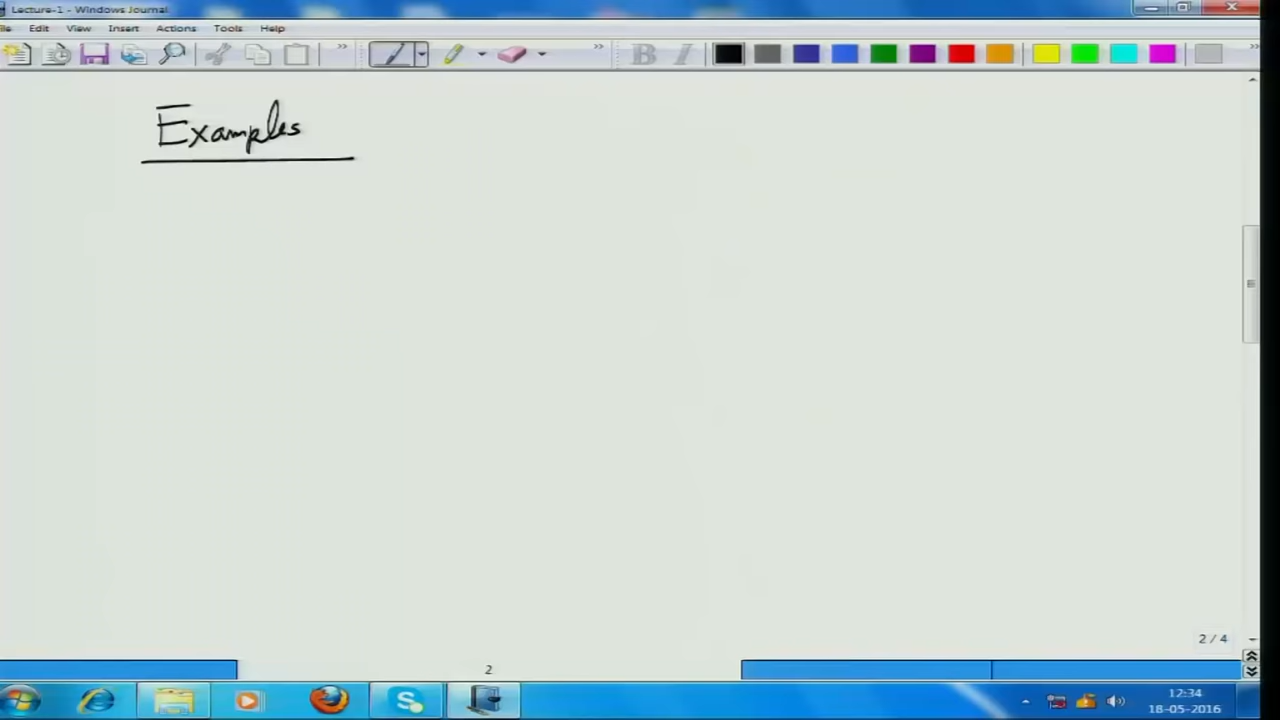 Lecture-1 - Windows Journal
Edit View Insert Actions Tools Help
B I
Examples
2 / 4
2
12:34
18-05-2016